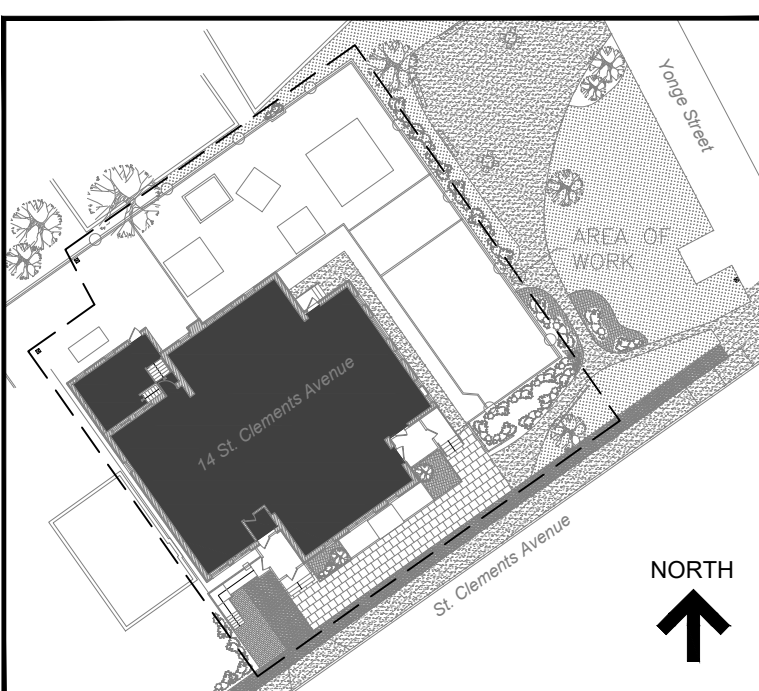 Yonge Street
AREA OF
WORK
14 St. Clements Avenue
St. Clements Avenue
NORTH